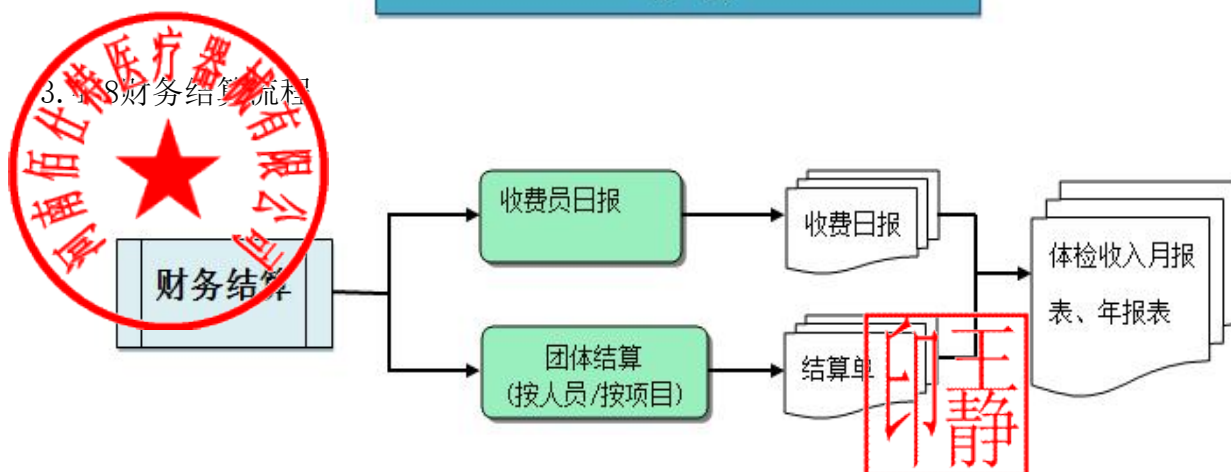 河南佰仕特医疗器械有限公司
3. 8财务结算流程
收费员日报
收费日报
体检收入月报
表、年报表
财务结算
团体结算
(按人员/按项目)
结算单
王静
印